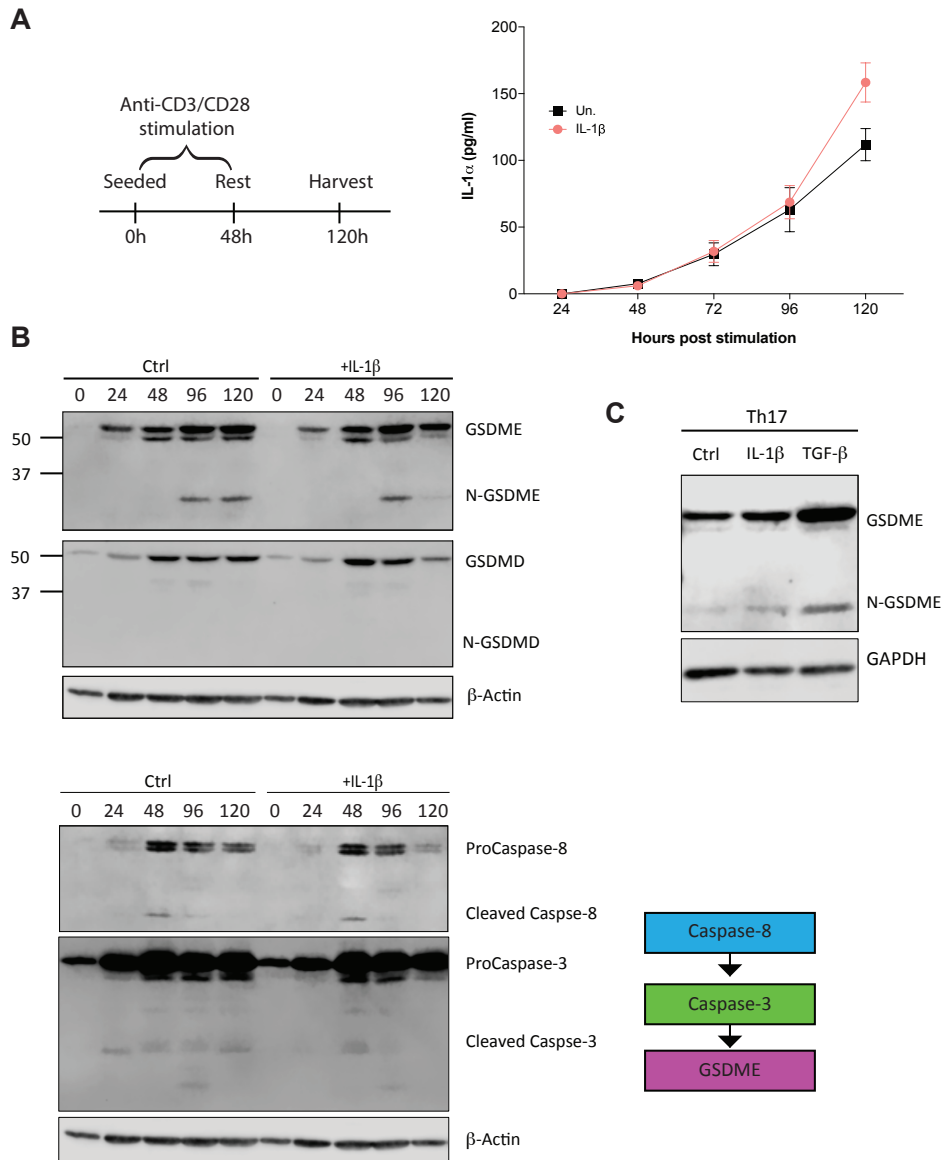 A
Anti-CD3/CD28
stimulation
Seeded Rest Harvest
0h 48h 120h
IL-1α (pg/ml)
200
150
100
50
0
Un.
IL-1β
24 48 72 96 120
Hours post stimulation
B
Ctrl +IL-1β
0 24 48 96 120 0 24 48 96 120
50
37
GSDME
N-GSDME
50
37
GSDMD
N-GSDMD
β-Actin
C
Th17
Ctrl IL-1β TGF-β
GSDME
N-GSDME
GAPDH
Ctrl +IL-1β
0 24 48 96 120 0 24 48 96 120
ProCaspase-8
Cleaved Caspse-8
ProCaspase-3
Cleaved Caspse-3
β-Actin
Caspase-8
Caspase-3
GSDME